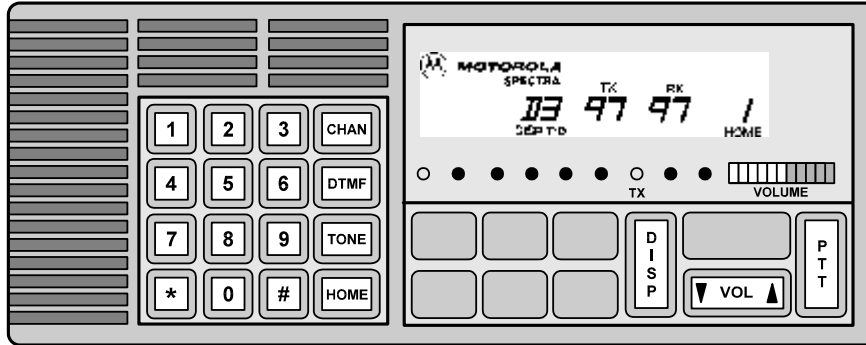 MOTOROLA
SPECTRA
TX RX
D3 97 97 1
HOME
TX VOLUME
1 2 3 CHAN
4 5 6 DTMF
7 8 9 TONE
* 0 # HOME
DISP
VOL
PTT